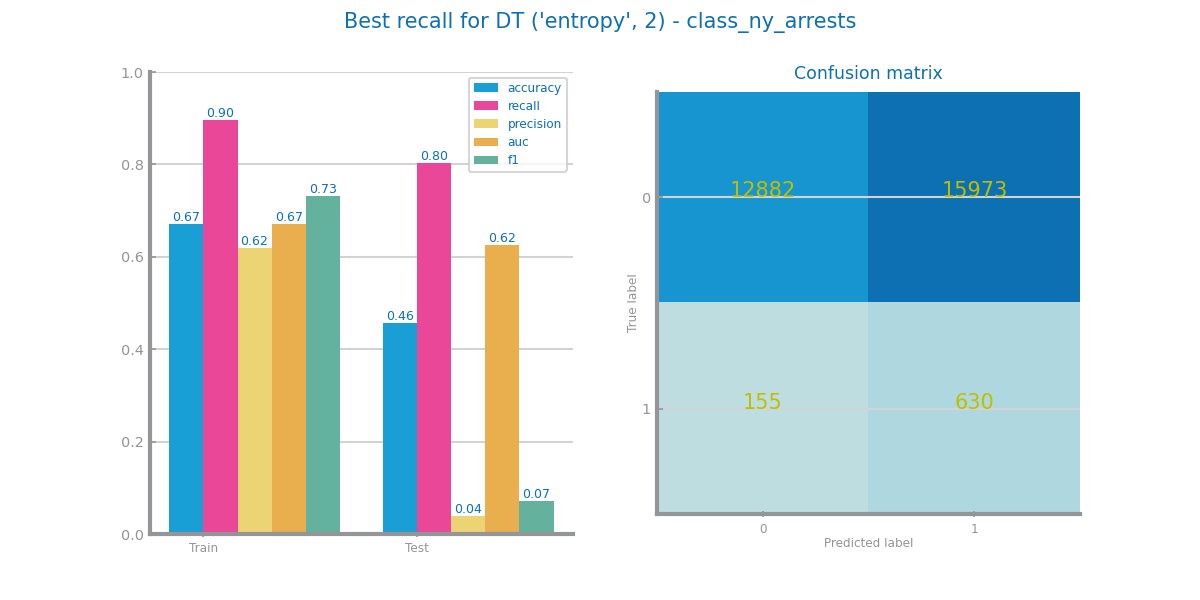 Best recall for DT ('entropy', 2) - class_ny_arrests
1.0
0.8
0.6
0.4
0.2
0.0
0.67
0.90
0.62
0.67
0.73
0.46
0.80
0.04
0.62
0.07
Train
Test
accuracy
recall
precision
auc
f1
Confusion matrix
True label
0
1
12882
15973
155
630
0
1
Predicted label